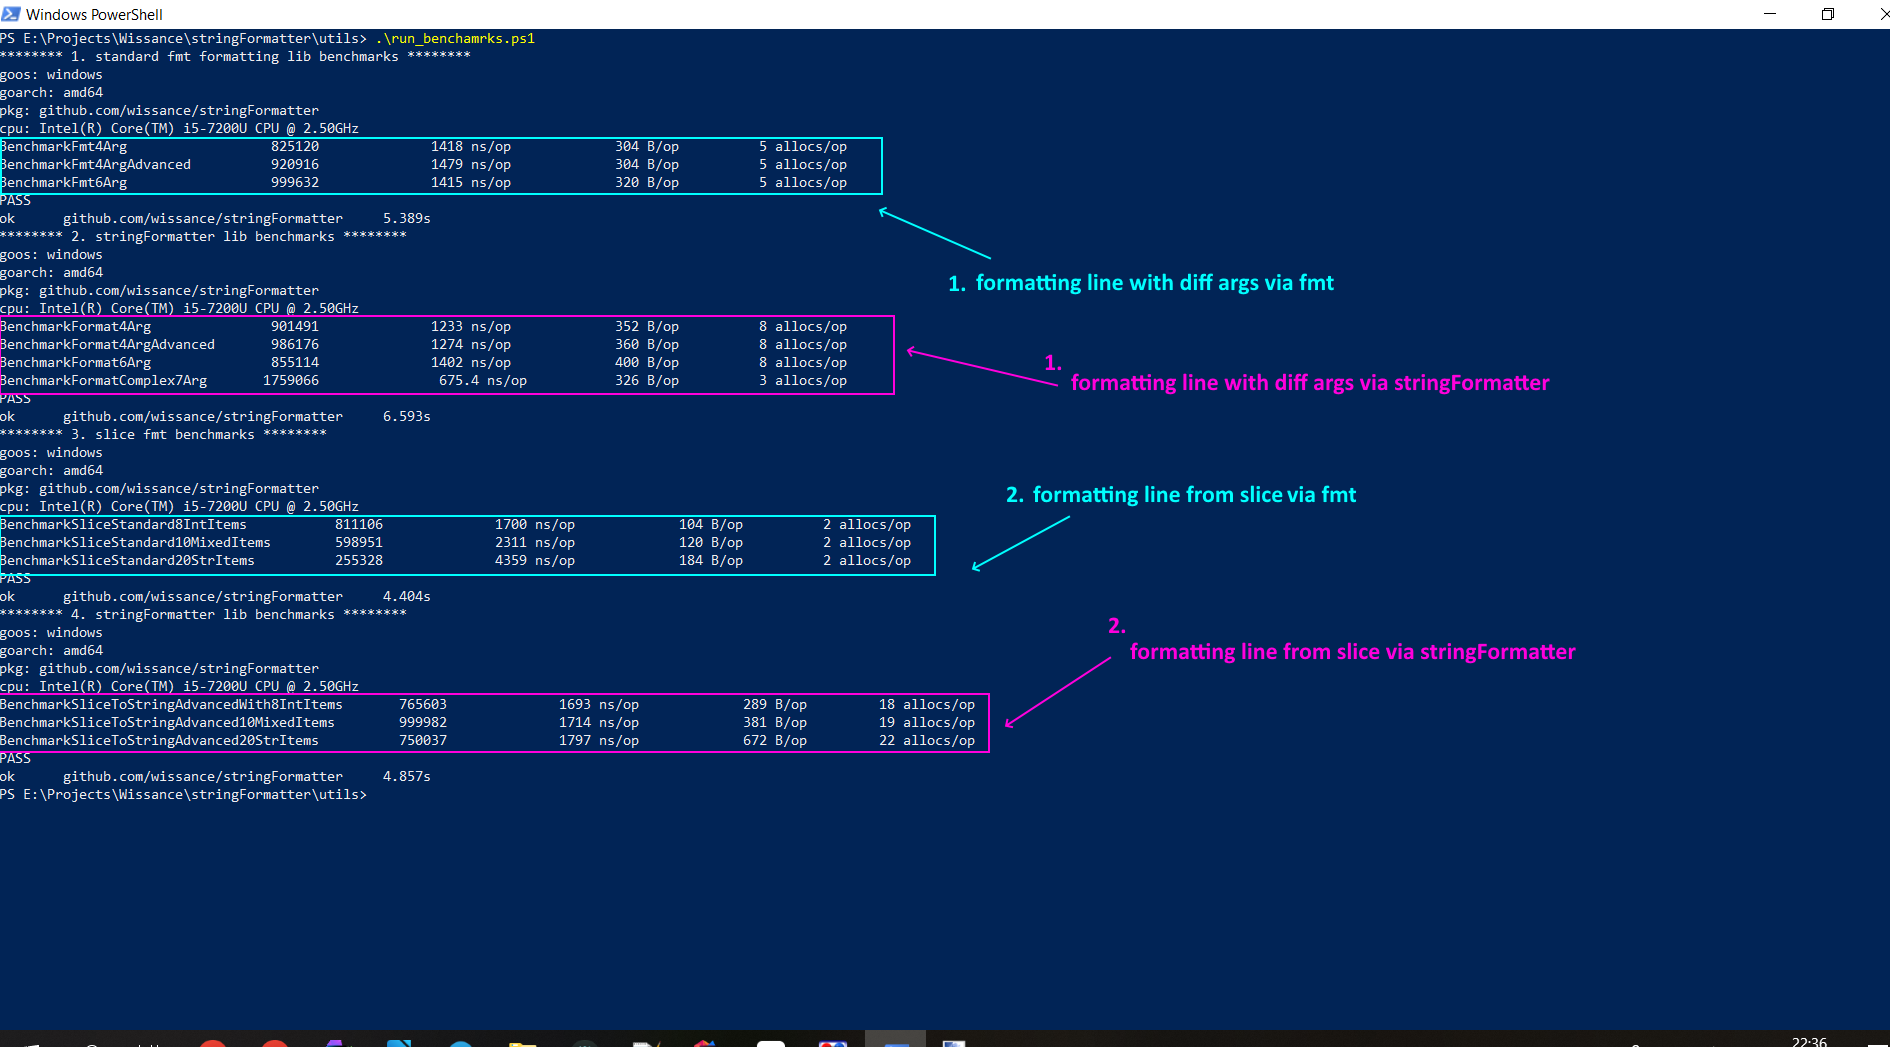 Windows PowerShell
PS E:\Projects\Wissance\stringFormatter\utils> .\run_benchamrks.ps1
******** 1. standard fmt formatting lib benchmarks ********
goos: windows
goarch: amd64
pkg: github.com/wissance/stringFormatter
cpu: Intel(R) Core(TM) i5-7200U CPU @ 2.50GHz
BenchmarkFmt4Arg 825120 1418 ns/op 304 B/op 5 allocs/op
BenchmarkFmt4ArgAdvanced 920916 1479 ns/op 304 B/op 5 allocs/op
BenchmarkFmt6Arg 999632 1415 ns/op 320 B/op 5 allocs/op
PASS
ok github.com/wissance/stringFormatter 5.389s
******** 2. stringFormatter lib benchmarks ********
goos: windows
goarch: amd64
1. formatting line with diff args via fmt
pkg: github.com/wissance/stringFormatter
cpu: Intel(R) Core(TM) i5-7200U CPU @ 2.50GHz
BenchmarkFormat4Arg 901491 1233 ns/op 352 B/op 8 allocs/op
BenchmarkFormat4ArgAdvanced 986176 1274 ns/op 360 B/op 8 allocs/op
BenchmarkFormat6Arg 855114 1402 ns/op 400 B/op 8 allocs/op
BenchmarkFormatComplex7Arg 1759066 675.4 ns/op 326 B/op 3 allocs/op
1.
formatting line with diff args via stringFormatter
PASS
ok github.com/wissance/stringFormatter 6.593s
******** 3. slice fmt benchmarks ********
goos: windows
goarch: amd64
pkg: github.com/wissance/stringFormatter
2. formatting line from slice via fmt
cpu: Intel(R) Core(TM) i5-7200U CPU @ 2.50GHz
BenchmarkSliceStandard8IntItems 811106 1700 ns/op 104 B/op 2 allocs/op
BenchmarkSliceStandard10MixedItems 598951 2311 ns/op 120 B/op 2 allocs/op
BenchmarkSliceStandard20StrItems 255328 4359 ns/op 184 B/op 2 allocs/op
PASS
ok github.com/wissance/stringFormatter 4.404s
******** 4. stringFormatter lib benchmarks ********
goos: windows
goarch: amd64
2.
formatting line from slice via stringFormatter
pkg: github.com/wissance/stringFormatter
cpu: Intel(R) Core(TM) i5-7200U CPU @ 2.50GHz
BenchmarkSliceToStringAdvancedWith8IntItems 765603 1693 ns/op 289 B/op 18 allocs/op
BenchmarkSliceToStringAdvanced10MixedItems 999982 1714 ns/op 381 B/op 19 allocs/op
BenchmarkSliceToStringAdvanced20StrItems 750037 1797 ns/op 672 B/op 22 allocs/op
PASS
ok github.com/wissance/stringFormatter 4.857s
PS E:\Projects\Wissance\stringFormatter\utils>
22:36